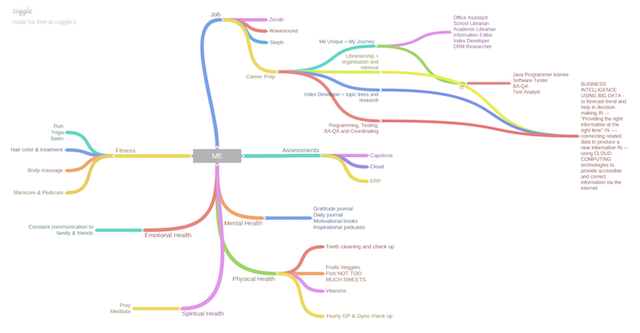 coggle
made for free at coggle.it
Job
Zenith
Wavesound
Steph
Career Prep
Me Unique = My Journey
Office Assistant
School Librarian
Academic Librarian
Information Editor
Index Developer
CRM Researcher
Librarianship =
organisation and
retrieval
IT
Java Programmer trainee
Software Tester
BA-QA
Test Analyst
Index Developer = topic trees and
research
Programming, Testing,
BA-QA and Coordinating
BUSINESS
INTELLIGENCE
USING BIG DATA -
to forecast trend and
help in decision
making IN ---
"Providing the right
information at the
right time" IN ----
connecting related
data to produce a
new information IN ---
using CLOUD
COMPUTING
technologies to
provide accessible
and correct
information via the
internet
Run
Yoga
Swim
Hair color & treatment
Body massage
Manicure & Pedicure
Fitness
ME
Assessments
Capstone
Cloud
ERP
Constant communication to
family & friends
Emotional Health
Mental Health
Gratitude journal
Daily journal
Motivational books
Inspirational podcasts
Physical Health
Teeth cleaning and check up
Fruits Veggies
Fish NOT TOO
MUCH SWEETS
Vitamins
Yearly GP & Gyno check up
Pray
Meditate
Spiritual Health